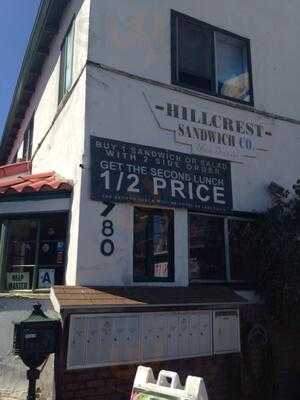 HILLCREST
SANDWICH CO.
BUY 1 SANDWICH OR SALAD
WITH 2 SIDE ORDER
GET THE SECOND LUNCH
1/2 PRICE
780
HELP
A